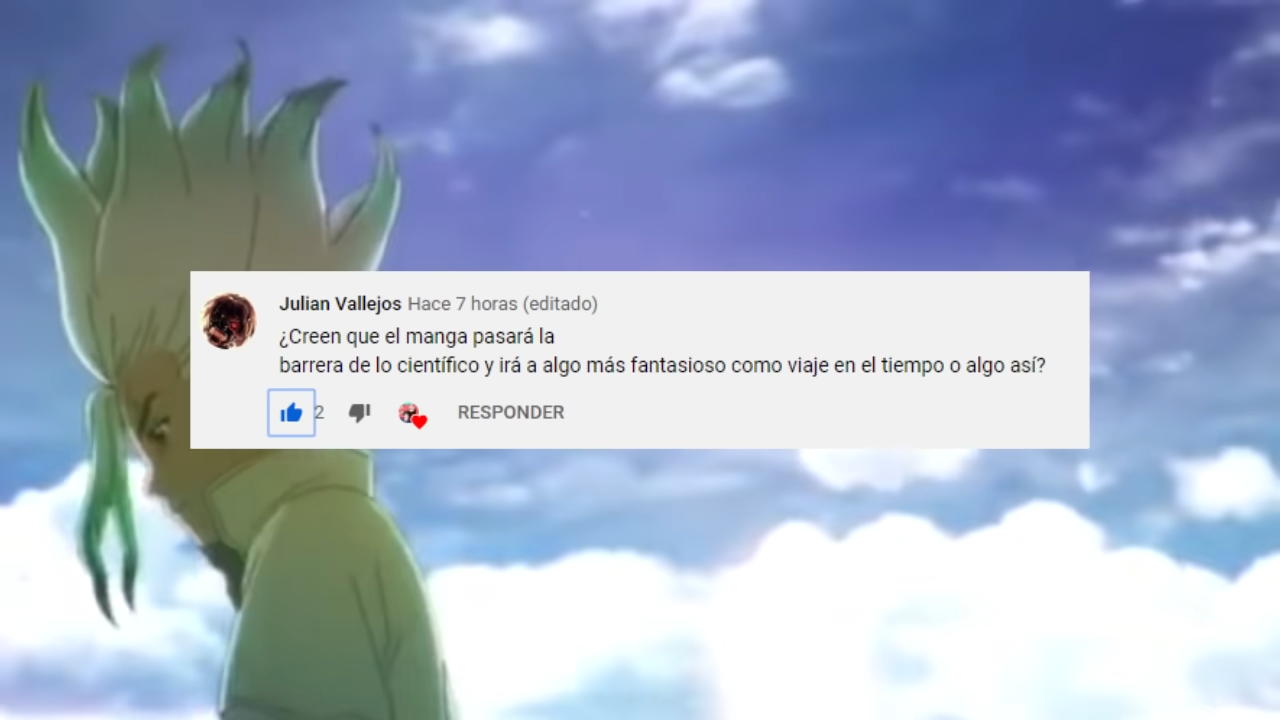 Julian Vallejos Hace 7 horas (editado)
¿Creen que el manga pasará la
barrera de lo científico y irá a algo más fantasioso como viaje en el tiempo o algo así?
2 RESPONDER